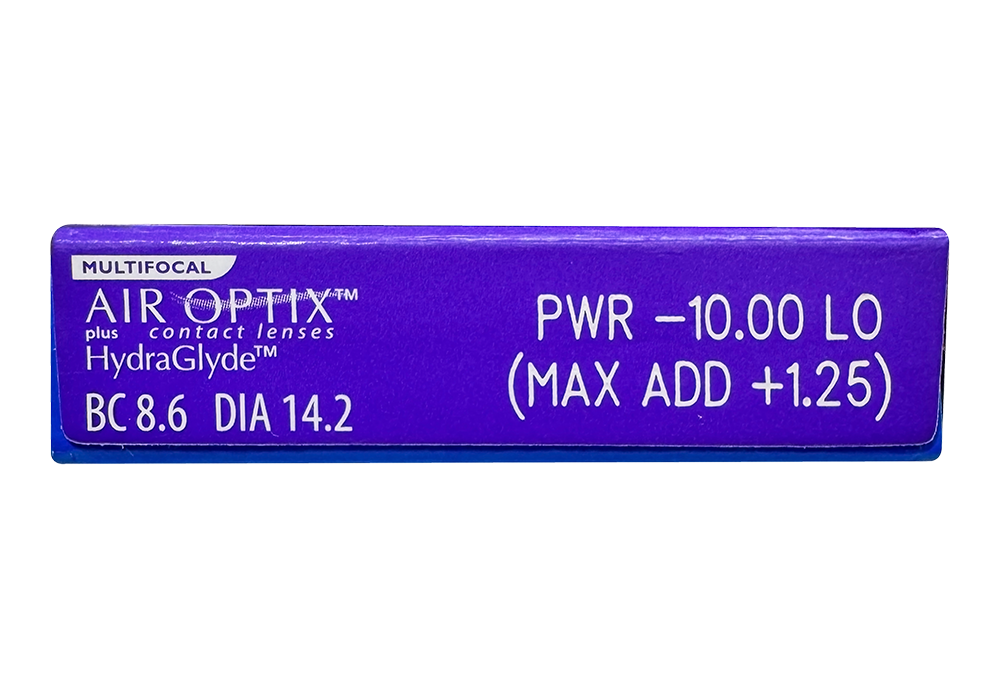 MULTIFOCAL
AIR OPTIX™
plus contact lenses
HydraGlyde™
BC 8.6 DIA 14.2
PWR -10.00 LO
(MAX ADD +1.25)